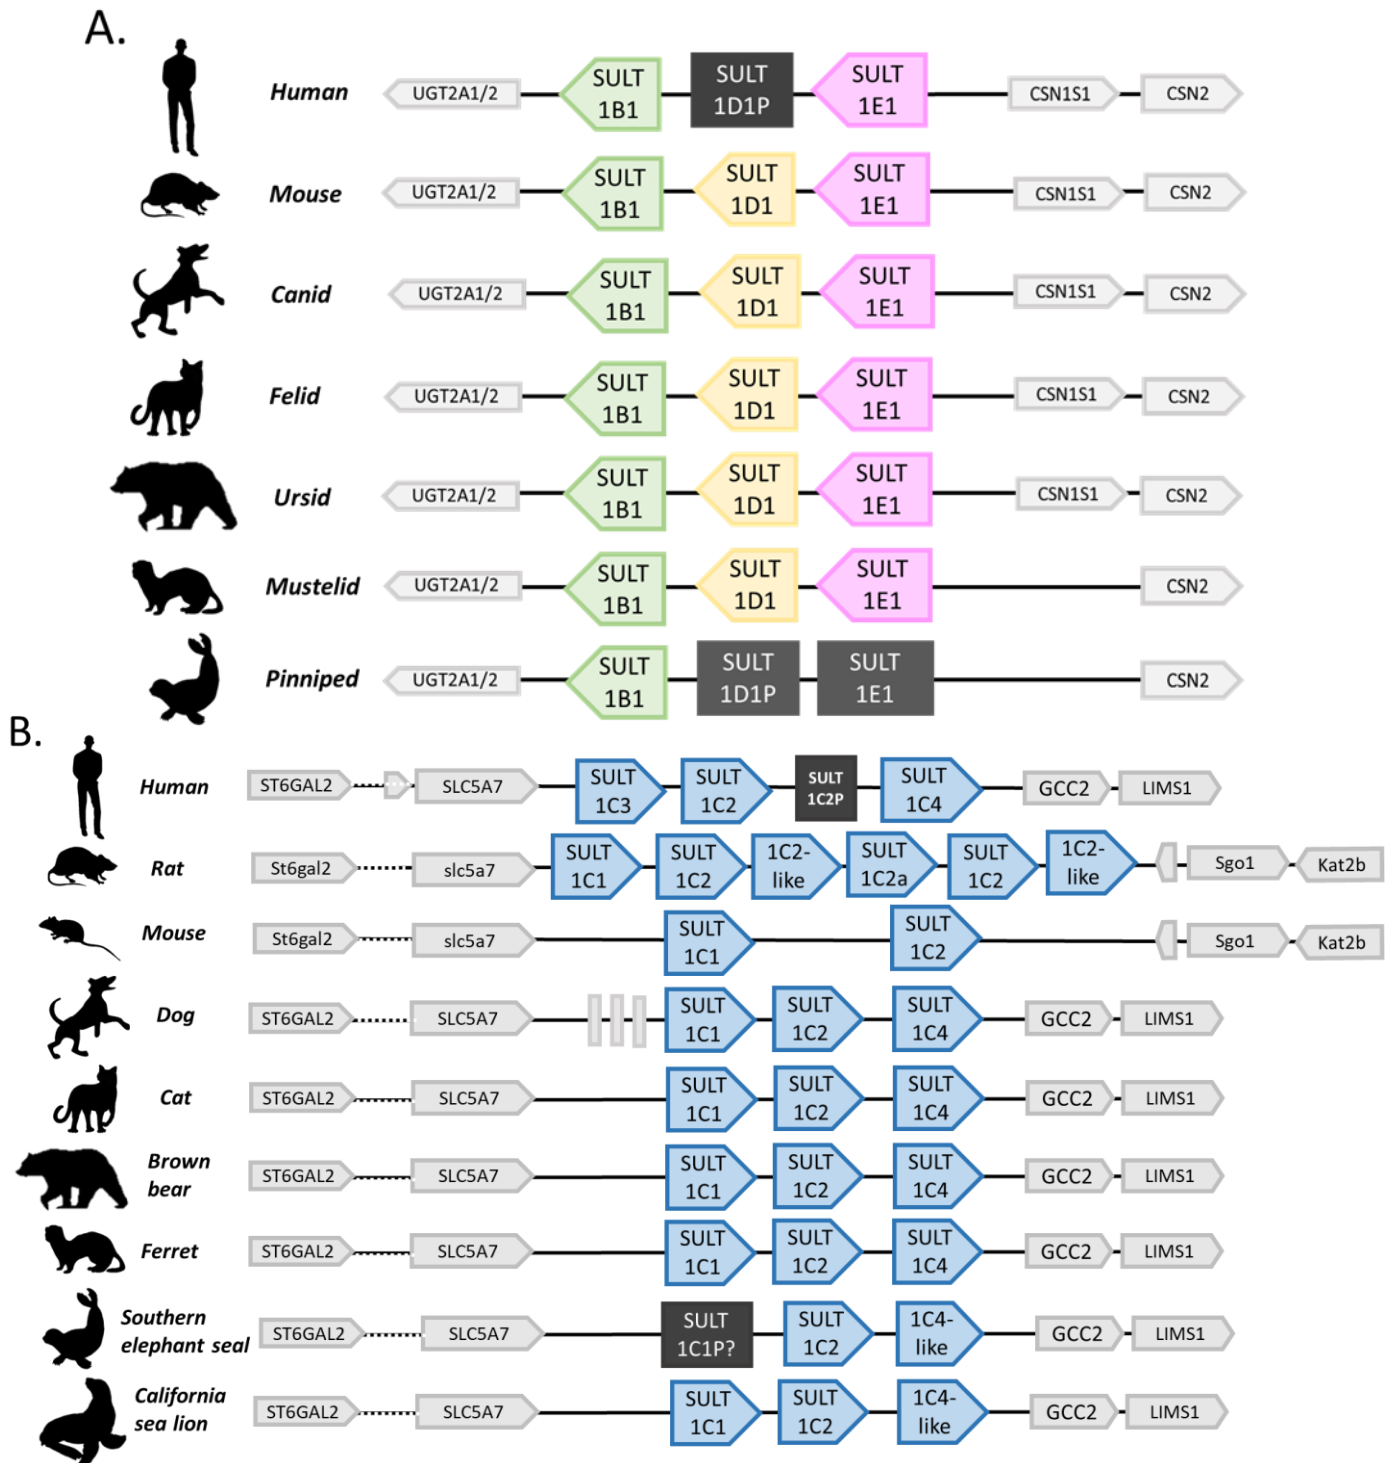 A.
Human UGT2A1/2 SULT 1B1 SULT 1D1P SULT 1E1 CSN1S1 CSN2
Mouse UGT2A1/2 SULT 1B1 SULT 1D1 SULT 1E1 CSN1S1 CSN2
Canid UGT2A1/2 SULT 1B1 SULT 1D1 SULT 1E1 CSN1S1 CSN2
Felid UGT2A1/2 SULT 1B1 SULT 1D1 SULT 1E1 CSN1S1 CSN2
Ursid UGT2A1/2 SULT 1B1 SULT 1D1 SULT 1E1 CSN1S1 CSN2
Mustelid UGT2A1/2 SULT 1B1 SULT 1D1 SULT 1E1 CSN2
Pinniped UGT2A1/2 SULT 1B1 SULT 1D1P SULT 1E1 CSN2
B.
Human ST6GAL2 SLC5A7 SULT 1C3 SULT 1C2 SULT 1C2P SULT 1C4 GCC2 LIMS1
Rat St6gal2 slc5a7 SULT 1C1 SULT 1C2 1C2-like SULT 1C2a SULT 1C2 1C2-like Sgo1 Kat2b
Mouse St6gal2 slc5a7 SULT 1C1 SULT 1C2 Sgo1 Kat2b
Dog ST6GAL2 SLC5A7 SULT 1C1 SULT 1C2 SULT 1C4 GCC2 LIMS1
Cat ST6GAL2 SLC5A7 SULT 1C1 SULT 1C2 SULT 1C4 GCC2 LIMS1
Brown bear ST6GAL2 SLC5A7 SULT 1C1 SULT 1C2 SULT 1C4 GCC2 LIMS1
Ferret ST6GAL2 SLC5A7 SULT 1C1 SULT 1C2 SULT 1C4 GCC2 LIMS1
Southern elephant seal ST6GAL2 SLC5A7 SULT 1C1P? SULT 1C2 1C4-like GCC2 LIMS1
California sea lion ST6GAL2 SLC5A7 SULT 1C1 SULT 1C2 1C4-like GCC2 LIMS1